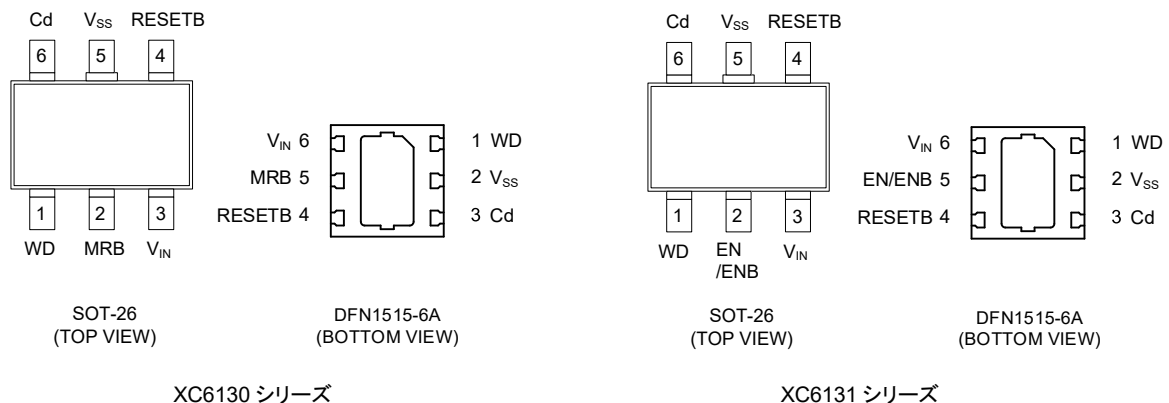 Cd V_SS RESETB
6 5 4
1 2 3
WD MRB V_IN
SOT-26
(TOP VIEW)
V_IN 6 1 WD
MRB 5 2 V_SS
RESETB 4 3 Cd
DFN1515-6A
(BOTTOM VIEW)
XC6130 シリーズ
Cd V_SS RESETB
6 5 4
1 2 3
WD EN V_IN
/ENB
SOT-26
(TOP VIEW)
V_IN 6 1 WD
EN/ENB 5 2 V_SS
RESETB 4 3 Cd
DFN1515-6A
(BOTTOM VIEW)
XC6131 シリーズ